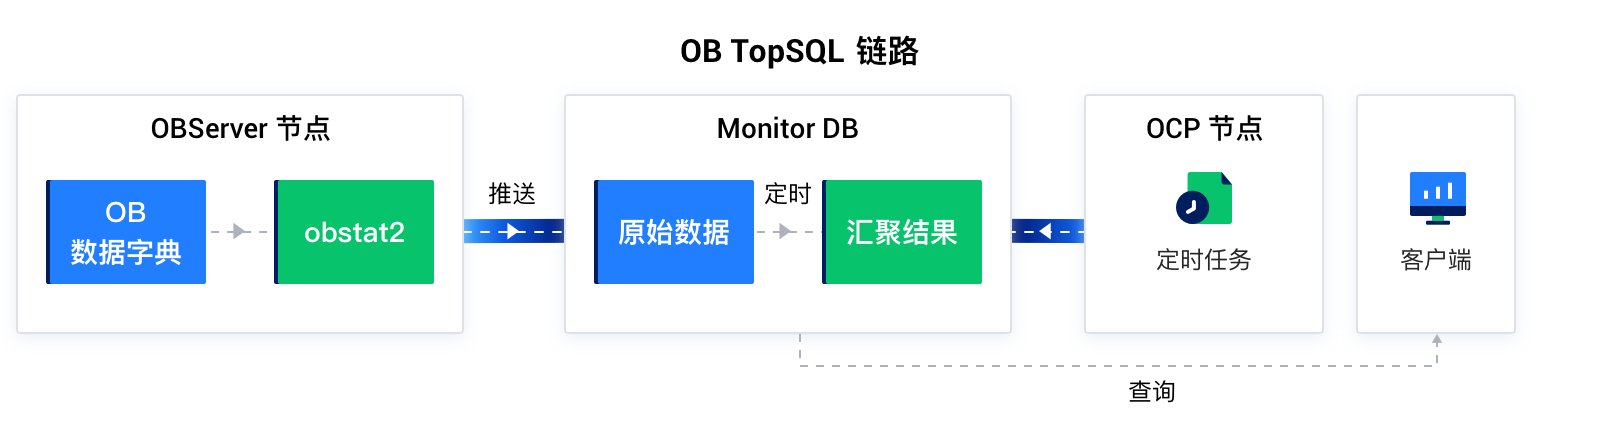 OB TopSQL 链路
OBServer 节点
OB
数据字典
obstat2
推送
Monitor DB
原始数据
定时
汇聚结果
OCP 节点
定时任务
客户端
查询